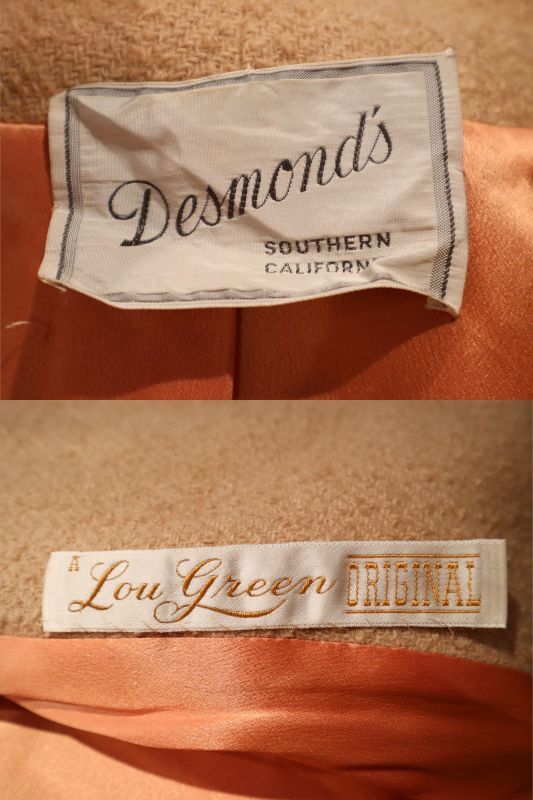 Desmond's
SOUTHERN
CALIFORN
A Lou Green ORIGINAL